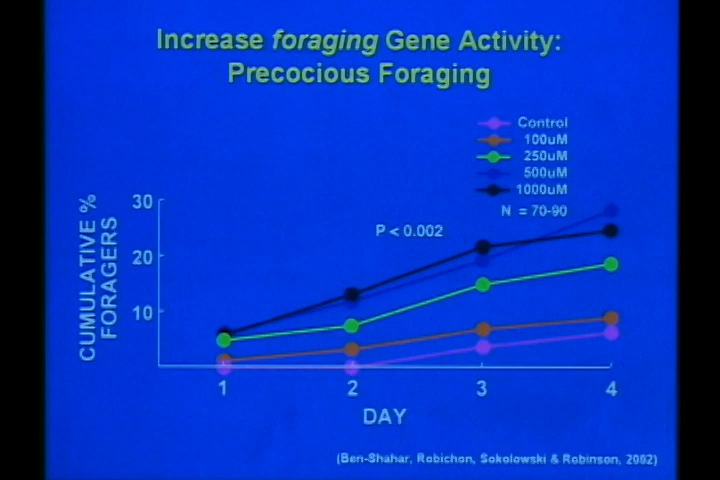 Increase foraging Gene Activity:
Precocious Foraging
Control
100uM
250uM
500uM
1000uM
N = 70-90
P < 0.002
CUMULATIVE %
FORAGERS
30
20
10
1 2 3 4
DAY
(Ben-Shahar, Robichon, Sokolowski & Robinson, 2002)